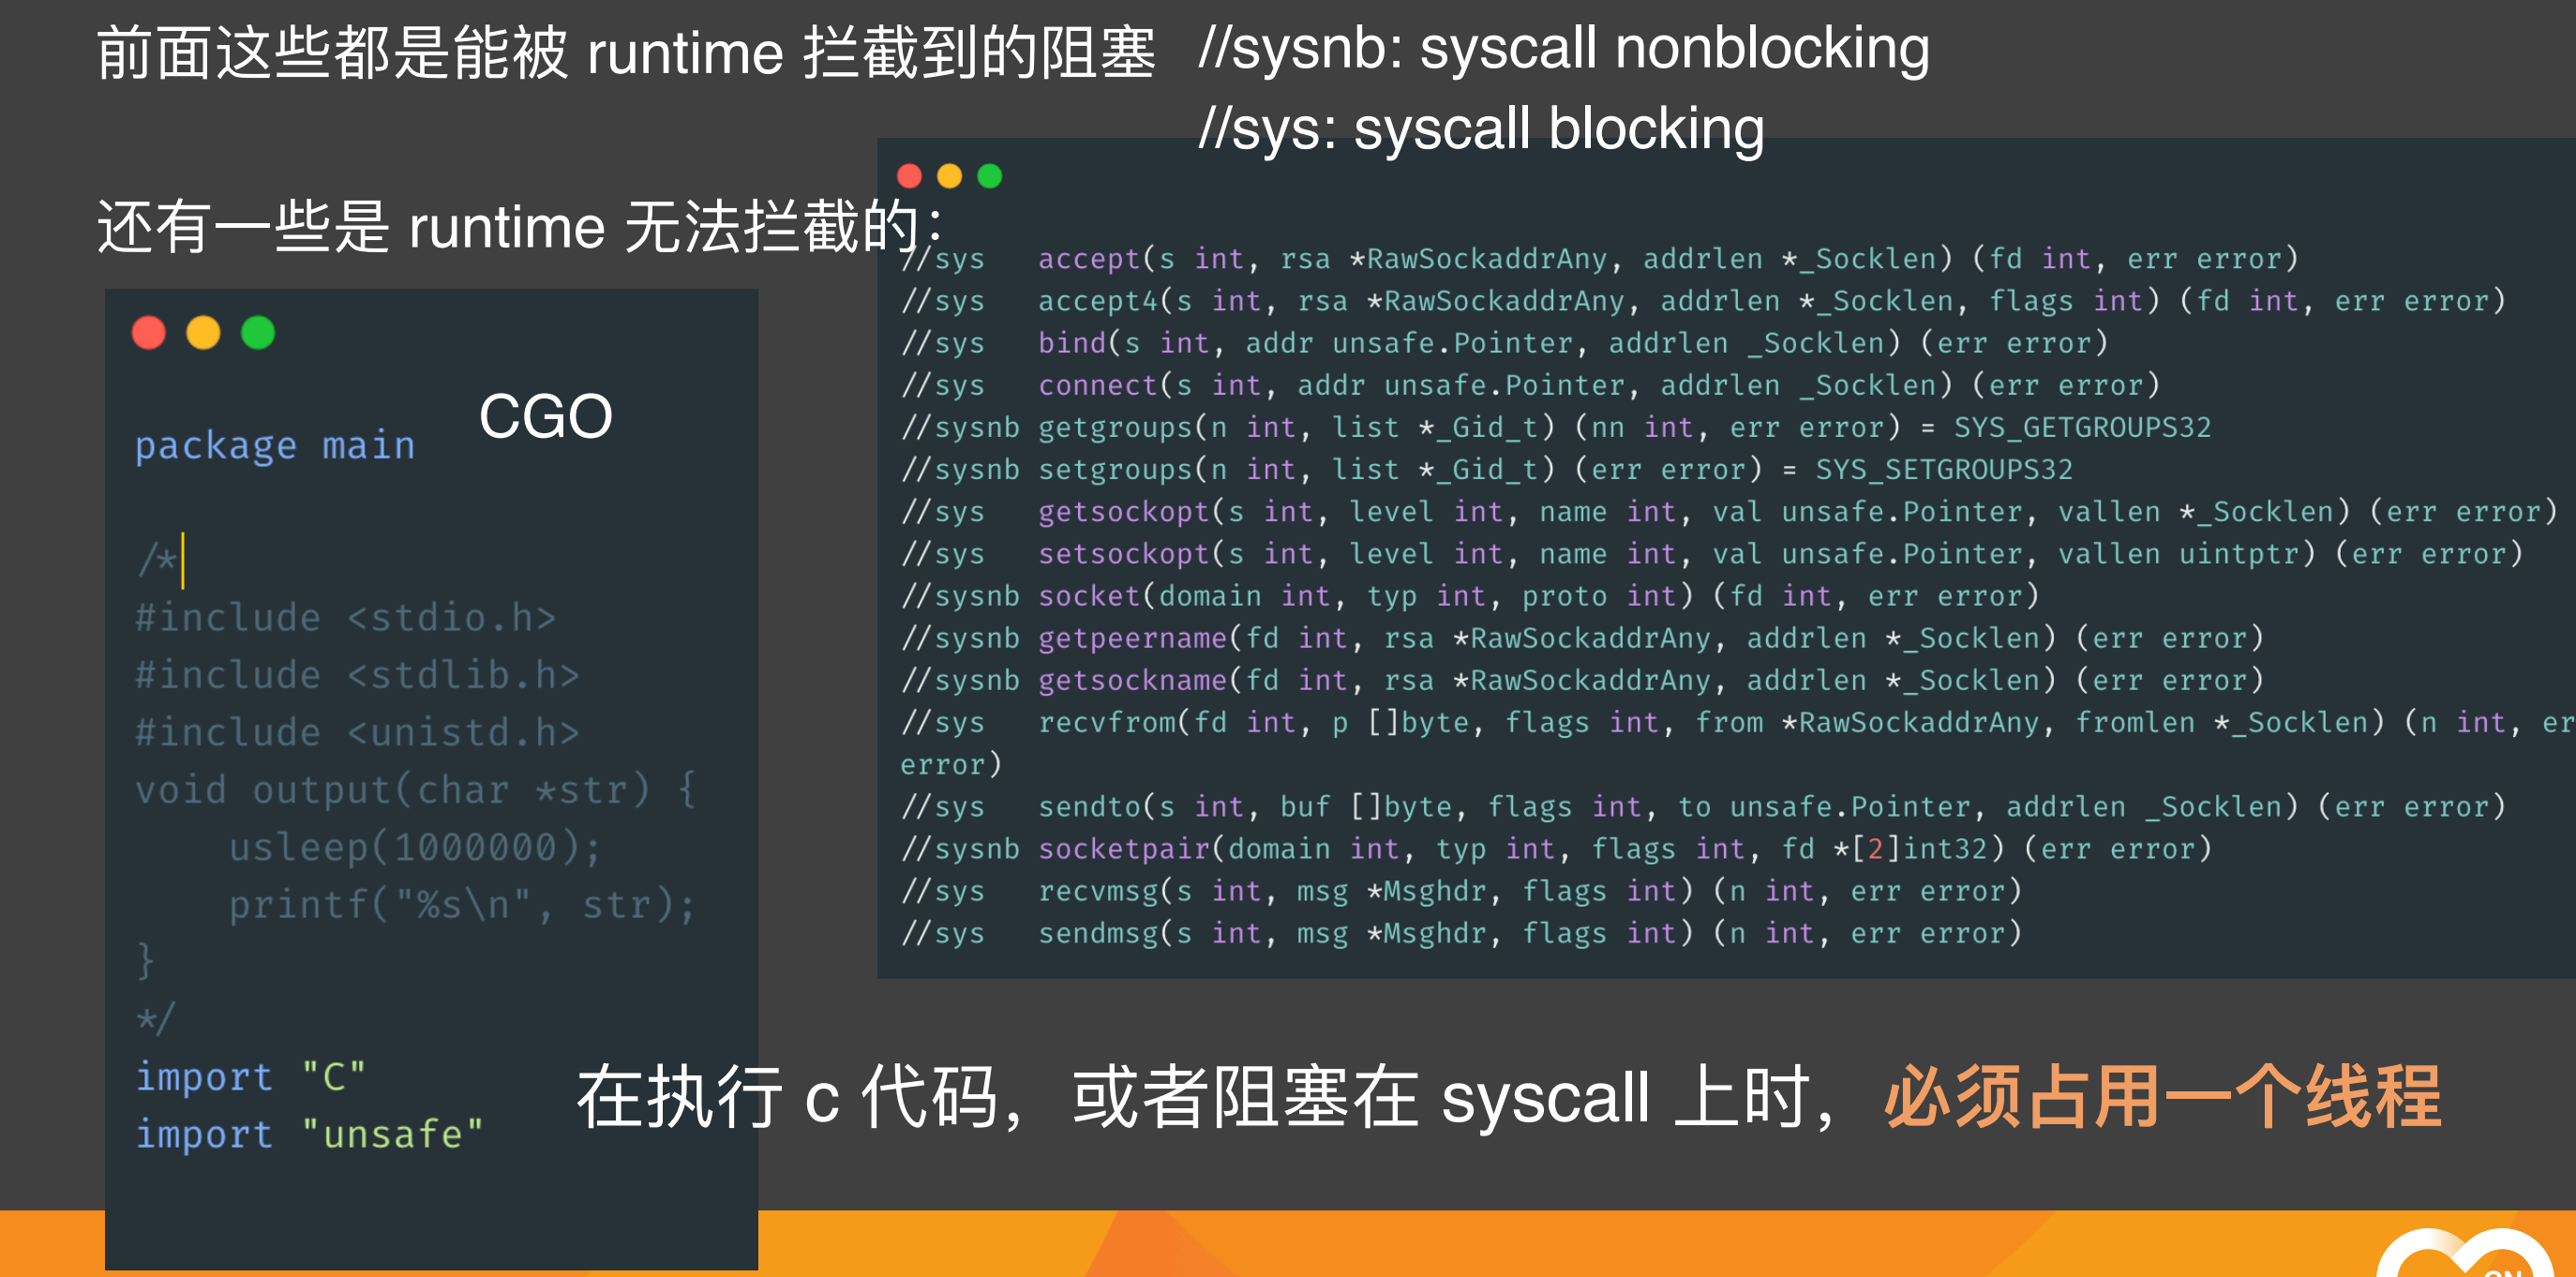 前面这些都是能被 runtime 拦截到的阻塞
//sysnb: syscall nonblocking
//sys: syscall blocking
还有一些是 runtime 无法拦截的：
CGO
package main
/*
#include <stdio.h>
#include <stdlib.h>
#include <unistd.h>
void output(char *str) {
    usleep(1000000);
    printf("%s\n", str);
}
*/
import "C"
import "unsafe"
//sys   accept(s int, rsa *RawSockaddrAny, addrlen *_Socklen) (fd int, err error)
//sys   accept4(s int, rsa *RawSockaddrAny, addrlen *_Socklen, flags int) (fd int, err error)
//sys   bind(s int, addr unsafe.Pointer, addrlen _Socklen) (err error)
//sys   connect(s int, addr unsafe.Pointer, addrlen _Socklen) (err error)
//sysnb getgroups(n int, list *_Gid_t) (nn int, err error) = SYS_GETGROUPS32
//sysnb setgroups(n int, list *_Gid_t) (err error) = SYS_SETGROUPS32
//sys   getsockopt(s int, level int, name int, val unsafe.Pointer, vallen *_Socklen) (err error)
//sys   setsockopt(s int, level int, name int, val unsafe.Pointer, vallen uintptr) (err error)
//sysnb socket(domain int, typ int, proto int) (fd int, err error)
//sysnb getpeername(fd int, rsa *RawSockaddrAny, addrlen *_Socklen) (err error)
//sysnb getsockname(fd int, rsa *RawSockaddrAny, addrlen *_Socklen) (err error)
//sys   recvfrom(fd int, p []byte, flags int, from *RawSockaddrAny, fromlen *_Socklen) (n int, er
error)
//sys   sendto(s int, buf []byte, flags int, to unsafe.Pointer, addrlen _Socklen) (err error)
//sysnb socketpair(domain int, typ int, flags int, fd *[2]int32) (err error)
//sys   recvmsg(s int, msg *Msghdr, flags int) (n int, err error)
//sys   sendmsg(s int, msg *Msghdr, flags int) (n int, err error)
在执行 c 代码，或者阻塞在 syscall 上时，必须占用一个线程